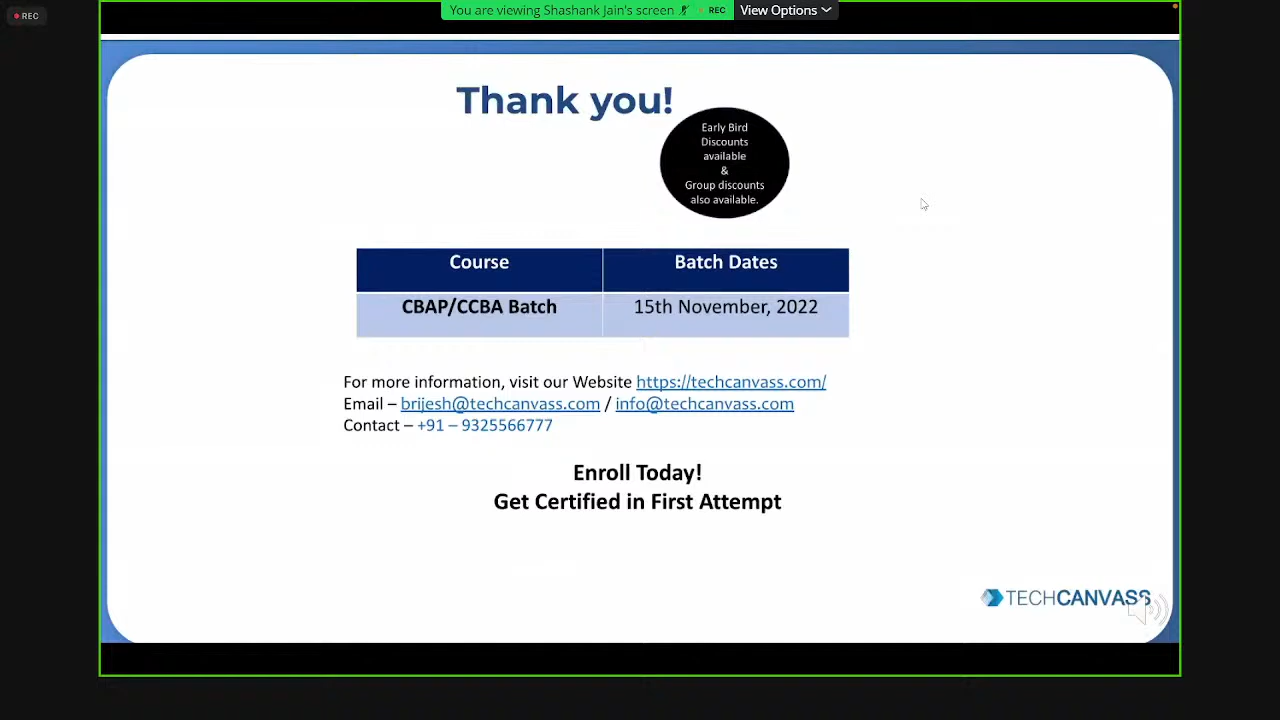 REC
You are viewing Shashank Jain's screen REC View Options
Thank you!
Early Bird
Discounts
available
&
Group discounts
also available.
Course Batch Dates
CBAP/CCBA Batch 15th November, 2022
For more information, visit our Website https://techcanvass.com/
Email – brijesh@techcanvass.com / info@techcanvass.com
Contact – +91 – 9325566777
Enroll Today!
Get Certified in First Attempt
TECHCANVASS